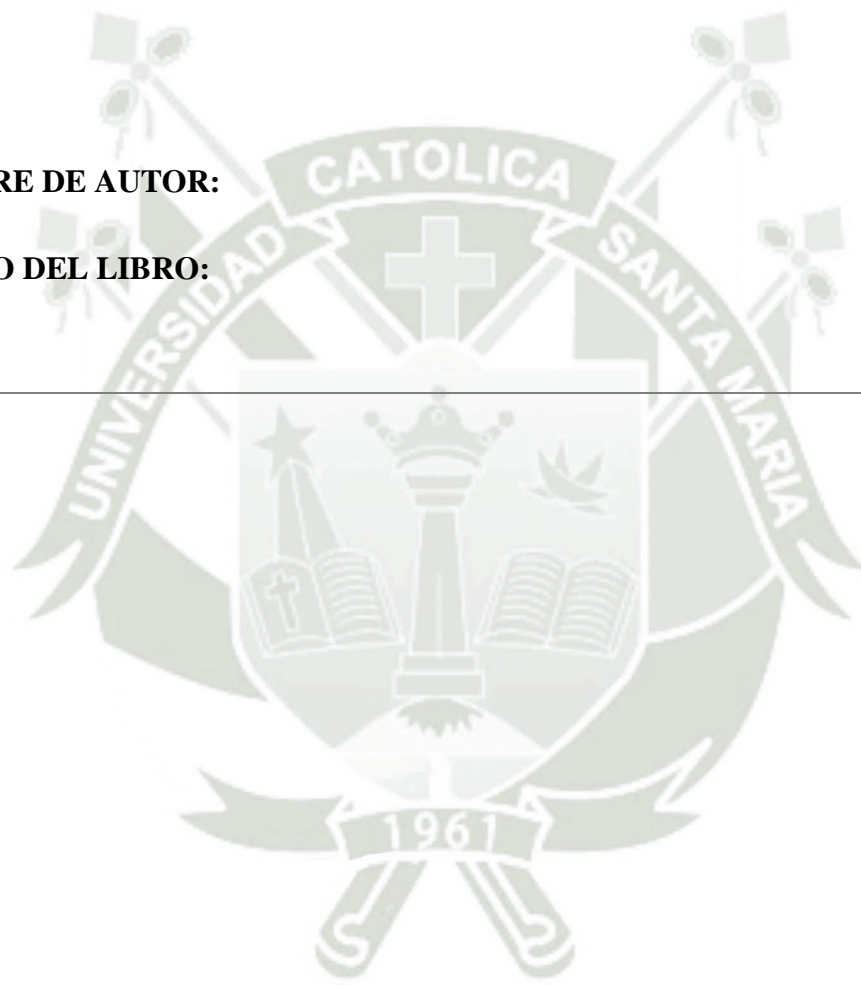 CATOLICA
RE DE AUTOR:
UNIVERSIDAD
SANTA MARIA
O DEL LIBRO:
1961